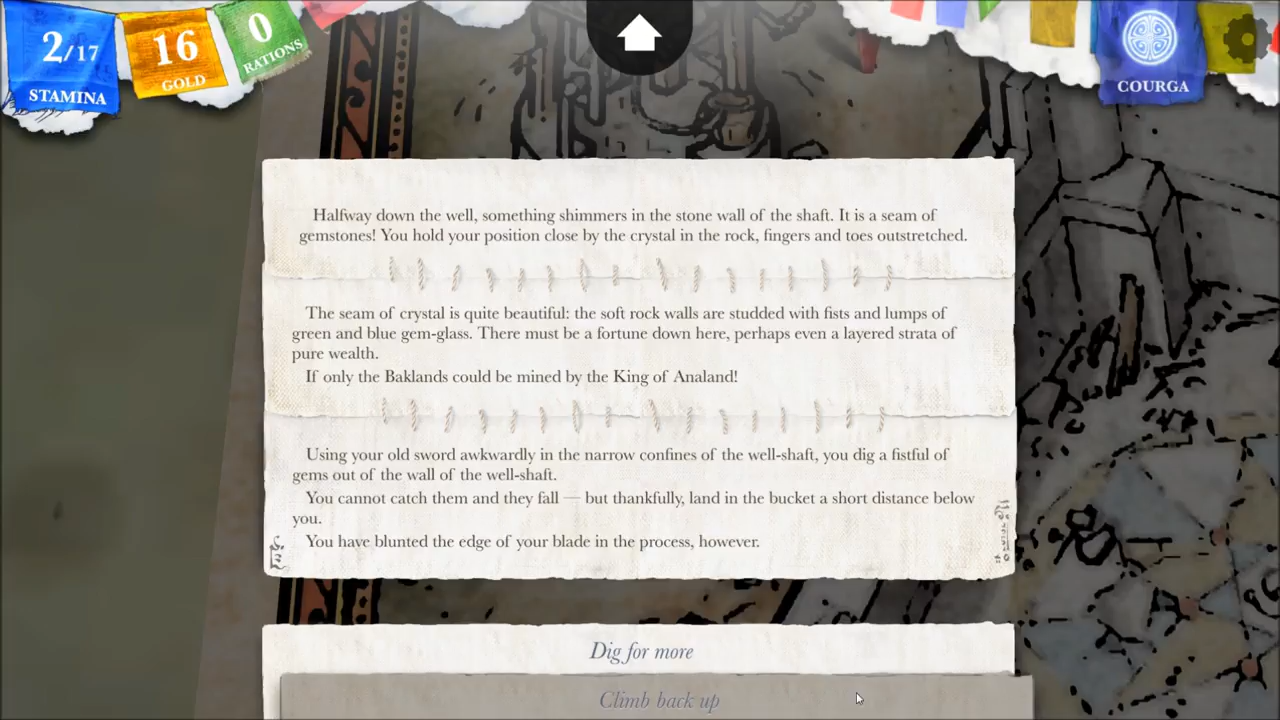 2/17
STAMINA
16
GOLD
0
RATIONS
COURGA
Halfway down the well, something shimmers in the stone wall of the shaft. It is a seam of
gemstones! You hold your position close by the crystal in the rock, fingers and toes outstretched.
The seam of crystal is quite beautiful: the soft rock walls are studded with fists and lumps of
green and blue gem-glass. There must be a fortune down here, perhaps even a layered strata of
pure wealth.
If only the Baklands could be mined by the King of Analand!
Using your old sword awkwardly in the narrow confines of the well-shaft, you dig a fistful of
gems out of the wall of the well-shaft.
You cannot catch them and they fall — but thankfully, land in the bucket a short distance below
you.
You have blunted the edge of your blade in the process, however.
Dig for more
Climb back up